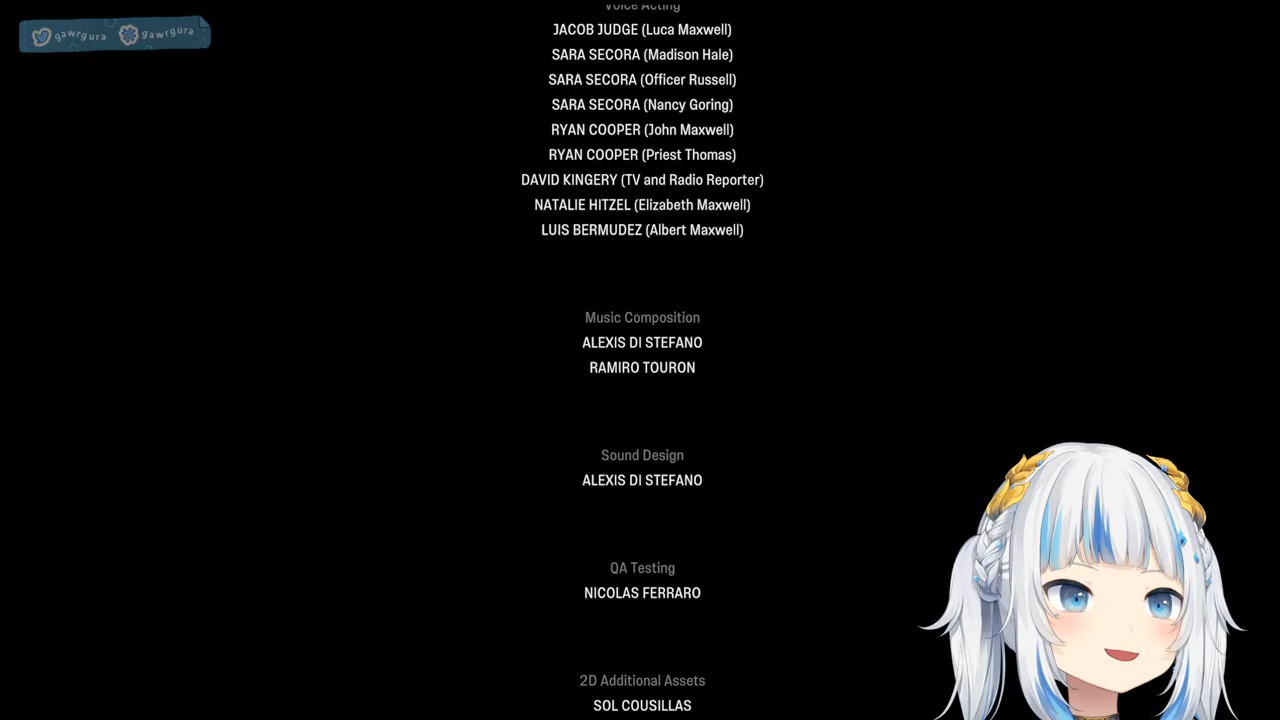 gawrgura gawrgura
Voice Acting
JACOB JUDGE (Luca Maxwell)
SARA SECORA (Madison Hale)
SARA SECORA (Officer Russell)
SARA SECORA (Nancy Goring)
RYAN COOPER (John Maxwell)
RYAN COOPER (Priest Thomas)
DAVID KINGERY (TV and Radio Reporter)
NATALIE HITZEL (Elizabeth Maxwell)
LUIS BERMUDEZ (Albert Maxwell)
Music Composition
ALEXIS DI STEFANO
RAMIRO TOURON
Sound Design
ALEXIS DI STEFANO
QA Testing
NICOLAS FERRARO
2D Additional Assets
SOL COUSILLAS